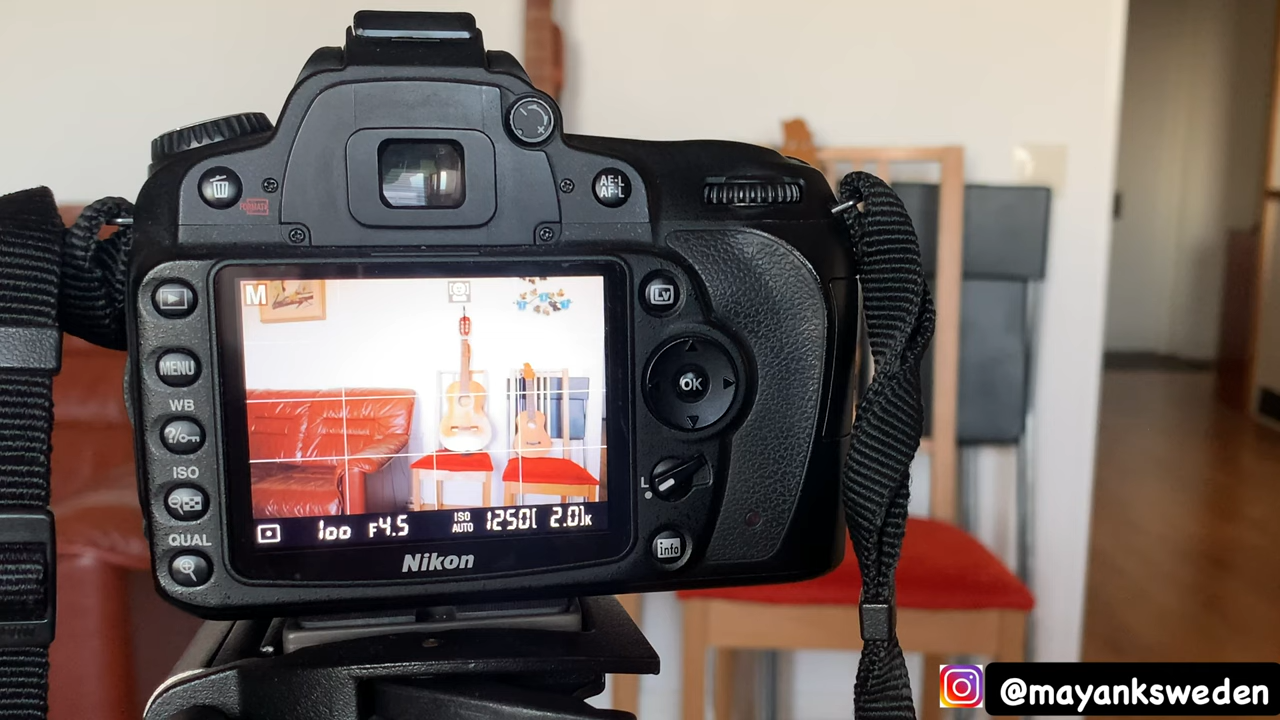 AE-L
AF-L
FORMAT
M
Lv
MENU
OK
WB
?/
ISO
L
QUAL
100 F4.5 ISO AUTO 1250[ 2.0]K
info
Nikon
@mayanksweden